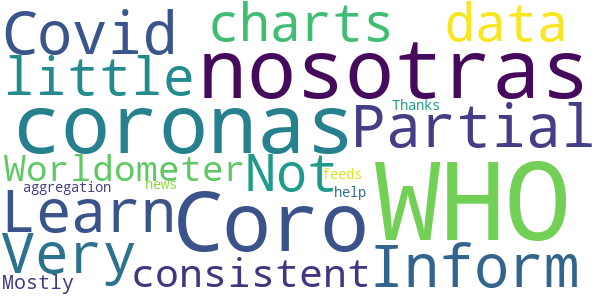 Covid charts data
little nosotras
coronas Partial Thanks
Worldometer Not feeds
aggregation news help
Learn Coro WHO
Very consistent Inform
Mostly